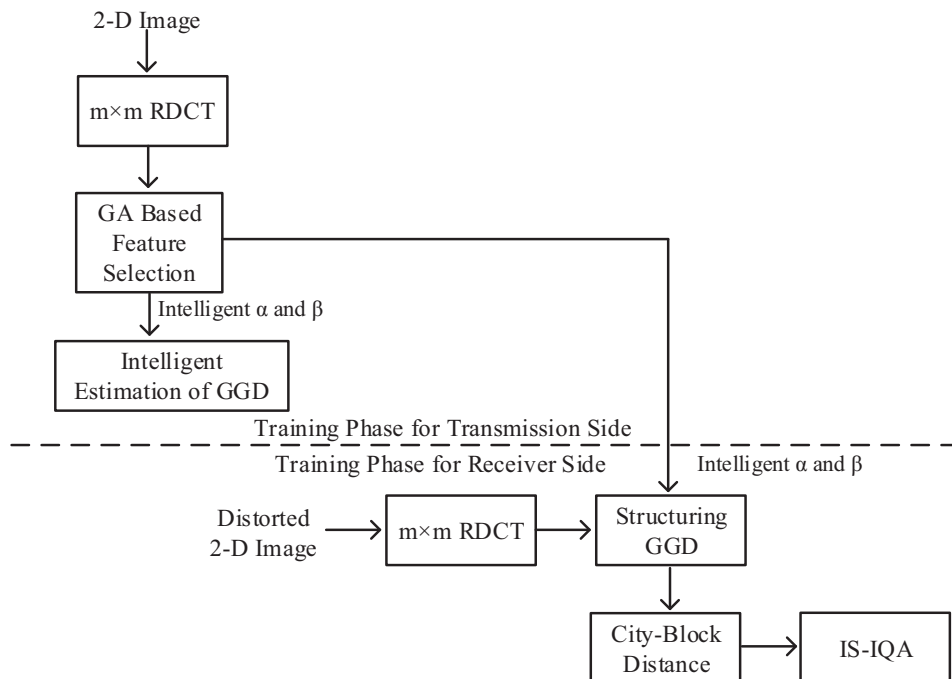 2-D Image
m×m RDCT
GA Based
Feature
Selection
Intelligent α and β
Intelligent
Estimation of GGD
Training Phase for Transmission Side
Training Phase for Receiver Side
Intelligent α and β
Distorted
2-D Image
m×m RDCT
Structuring
GGD
City-Block
Distance
IS-IQA